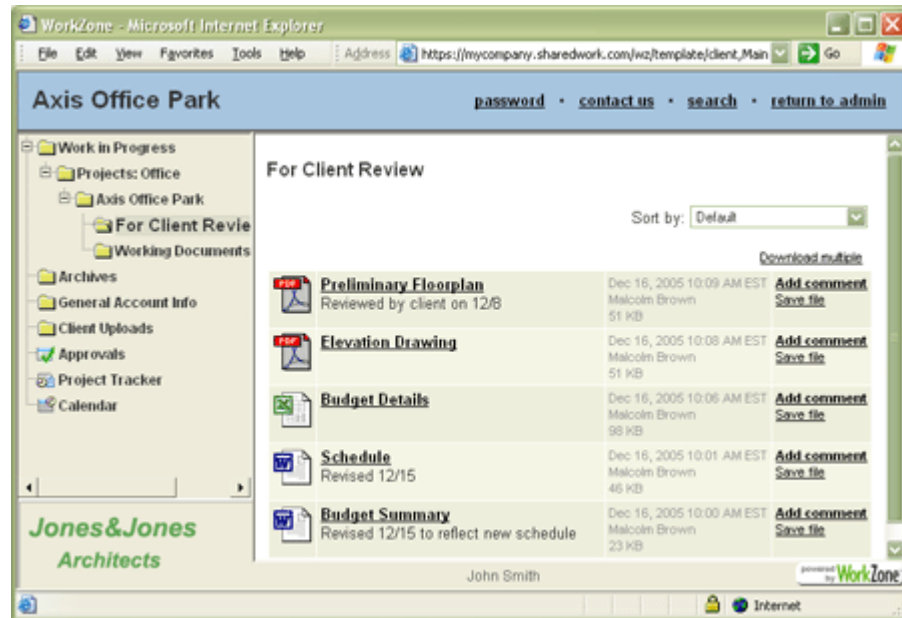 WorkZone - Microsoft Internet Explorer
File Edit View Favorites Tools Help Address https://mycompany.sharedwork.com/wz/template/client,Main Go
Axis Office Park
password · contact us · search · return to admin
Work in Progress
Projects: Office
Axis Office Park
For Client Revie
Working Documents
Archives
General Account Info
Client Uploads
Approvals
Project Tracker
Calendar
Jones&Jones
Architects
For Client Review
Sort by: Default
Download multiple
PDF Preliminary Floorplan Dec 16, 2005 10:09 AM EST Add comment
Reviewed by client on 12/8 Malcolm Brown Save file
51 KB
PDF Elevation Drawing Dec 16, 2005 10:08 AM EST Add comment
Malcolm Brown Save file
51 KB
Budget Details Dec 16, 2005 10:06 AM EST Add comment
Malcolm Brown Save file
98 KB
Schedule Dec 16, 2005 10:01 AM EST Add comment
Revised 12/15 Malcolm Brown Save file
46 KB
Budget Summary Dec 16, 2005 10:00 AM EST Add comment
Revised 12/15 to reflect new schedule Malcolm Brown Save file
23 KB
John Smith
powered by WorkZone
Internet